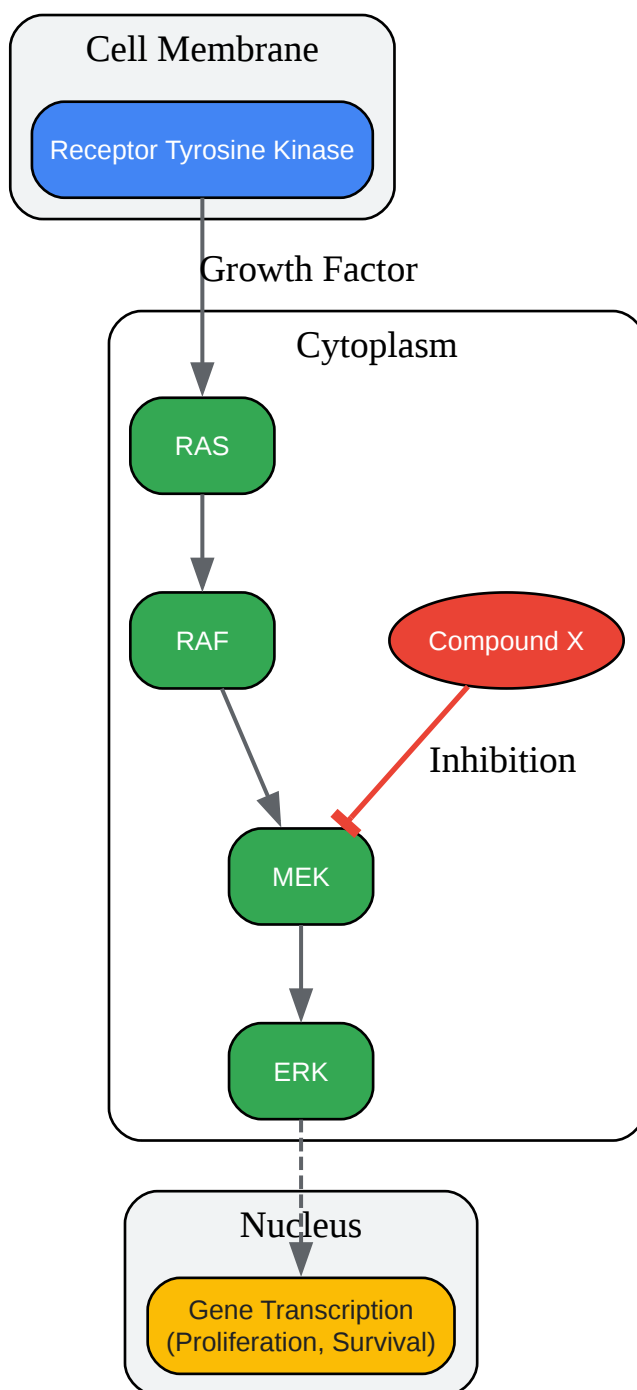 Cell Membrane
Receptor Tyrosine Kinase
Growth Factor
Cytoplasm
RAS
RAF
Compound X
Inhibition
MEK
ERK
Nucleus
Gene Transcription
(Proliferation, Survival)